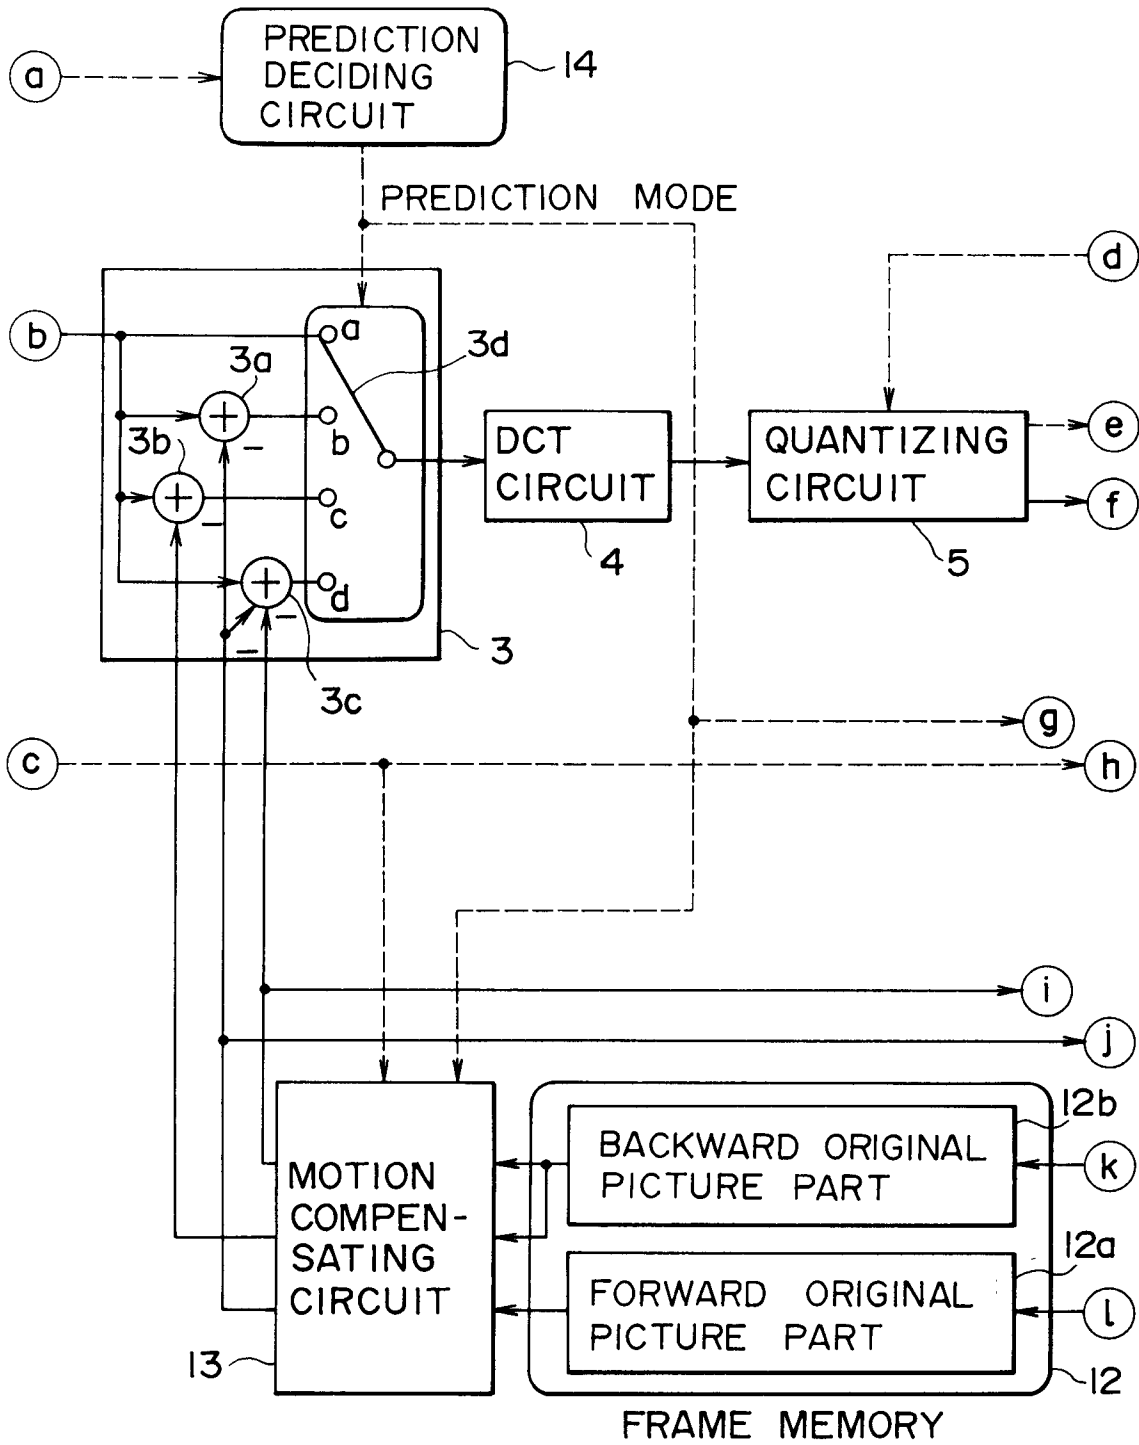 PREDICTION
DECIDING
CIRCUIT
14
a
PREDICTION MODE
d
b
a
3d
3a
+
−
b
3b
+
−
c
3c
+
−
−
d
3
DCT
CIRCUIT
4
QUANTIZING
CIRCUIT
5
e
f
g
c
h
i
j
12b
BACKWARD ORIGINAL
PICTURE PART
k
MOTION
COMPEN-
SATING
CIRCUIT
13
12a
FORWARD ORIGINAL
PICTURE PART
l
12
FRAME MEMORY